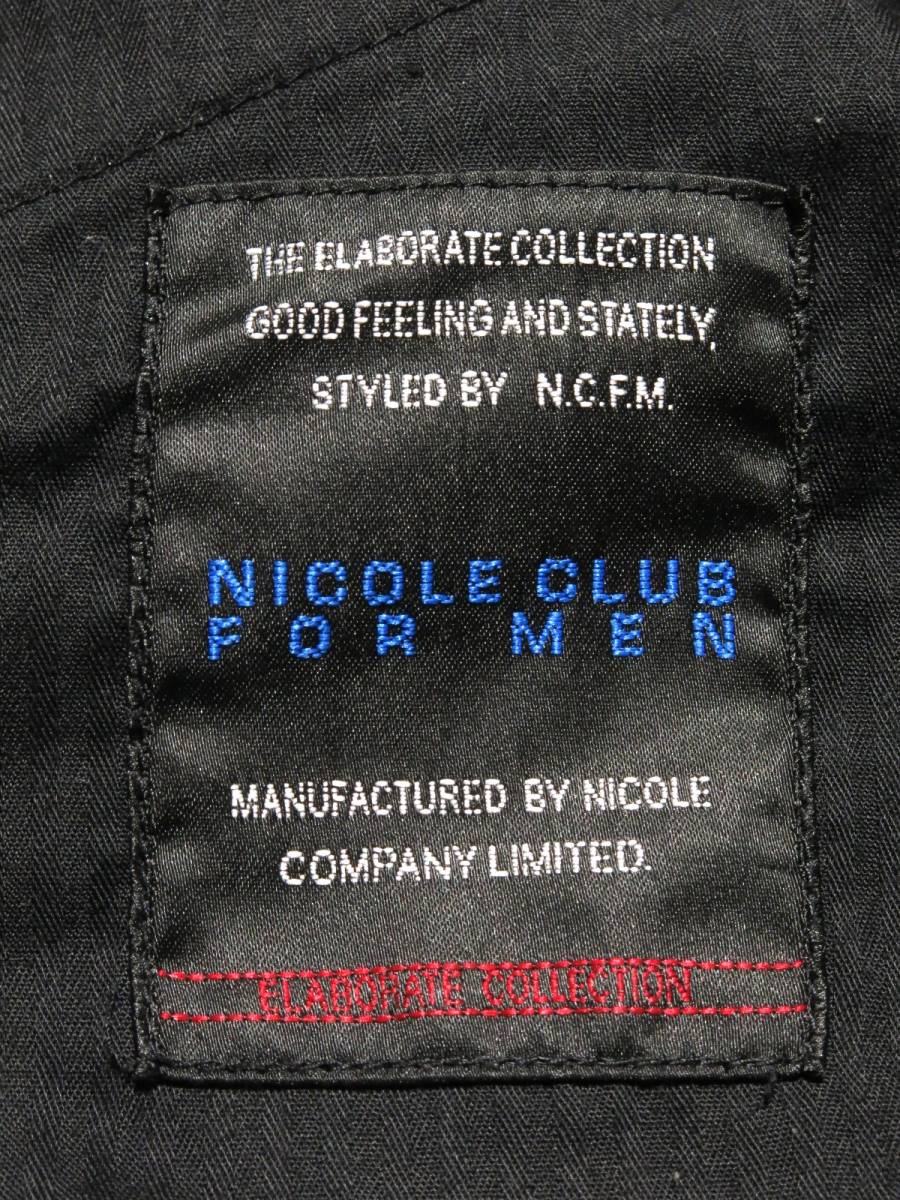 THE ELABORATE COLLECTION
GOOD FEELING AND STATELY,
STYLED BY N.C.F.M.
NICOLE CLUB
FOR MEN
MANUFACTURED BY NICOLE
COMPANY LIMITED.
ELABORATE COLLECTION